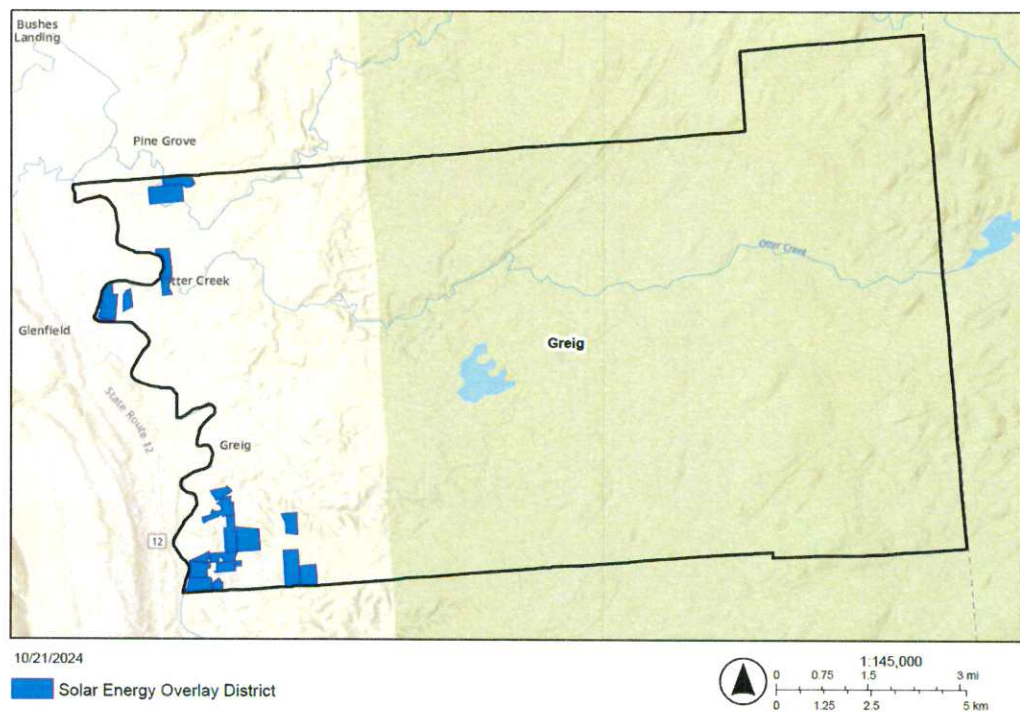 Bushes
Landing
Pine Grove
Otter Creek
tter Creek
Glenfield
Greig
State Route 12
Greig
12
10/21/2024
Solar Energy Overlay District
1:145,000
0 0.75 1.5 3 mi
0 1.25 2.5 5 km